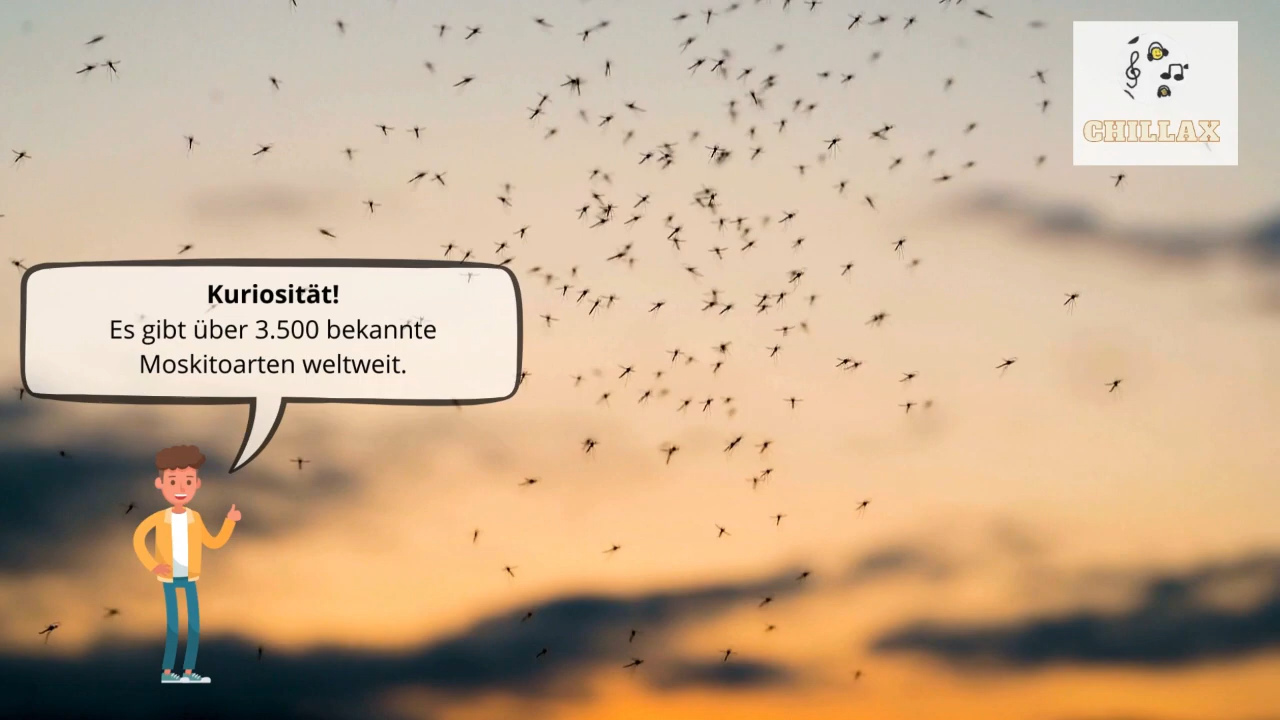 CHILLAX
Kuriosität!
Es gibt über 3.500 bekannte
Moskitoarten weltweit.